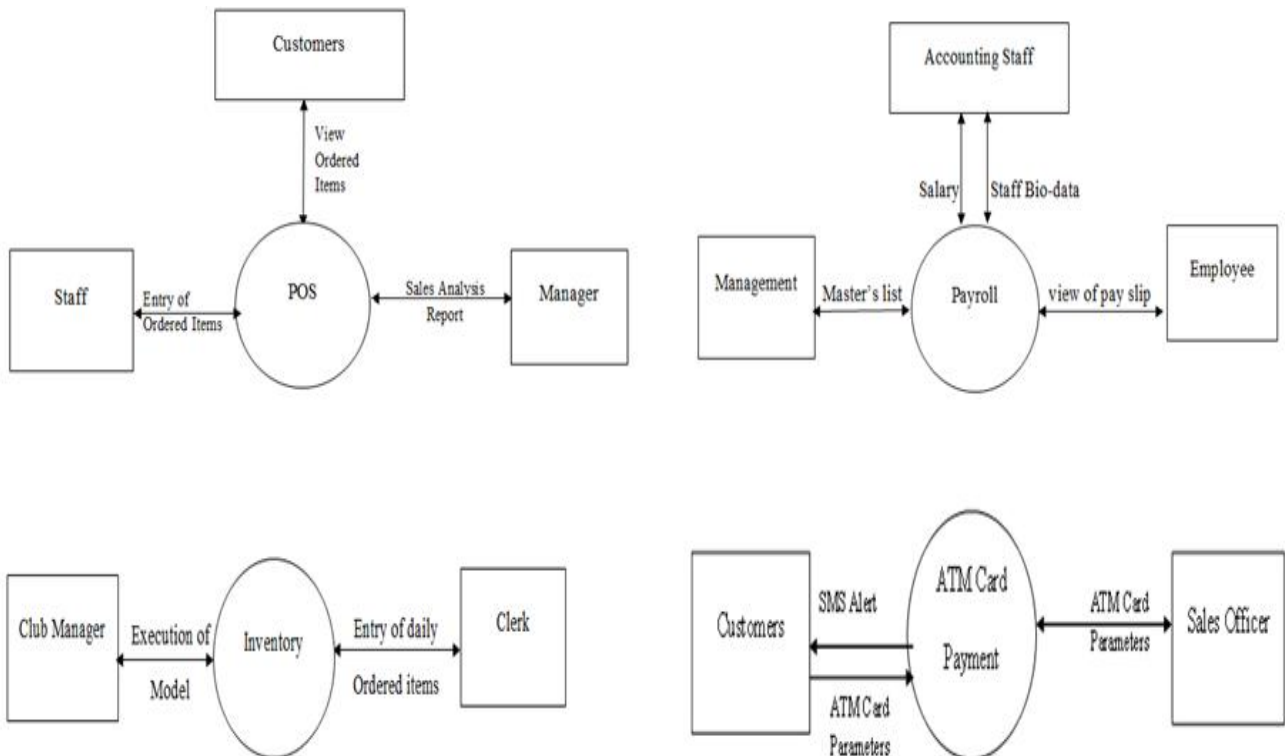 Customers
View
Ordered
Items
Staff
Entry of
Ordered Items
POS
Sales Analysis
Report
Manager
Accounting Staff
Salary
Staff Bio-data
Management
Master's list
Payroll
view of pay slip
Employee
Club Manager
Execution of
Model
Inventory
Entry of daily
Ordered items
Clerk
Customers
SMS Alert
ATM Card
Parameters
ATM Card
Payment
ATM Card
Parameters
Sales Officer